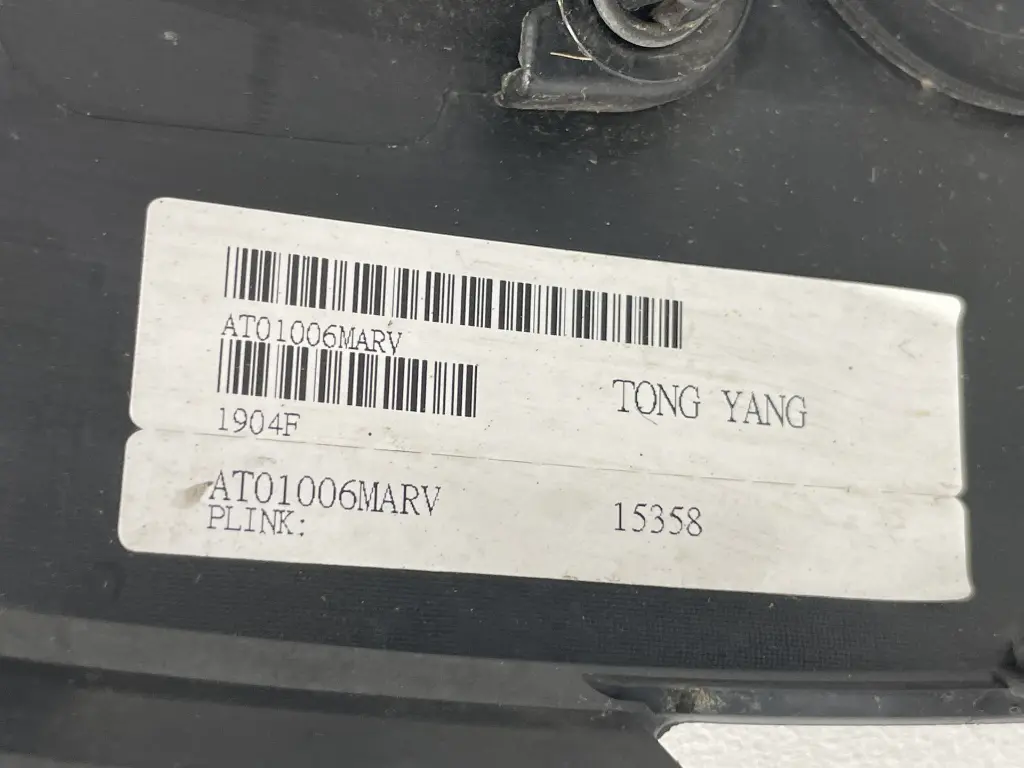 AT01006MARV
1904F
TONG YANG
AT01006MARV
15358
PLINK: